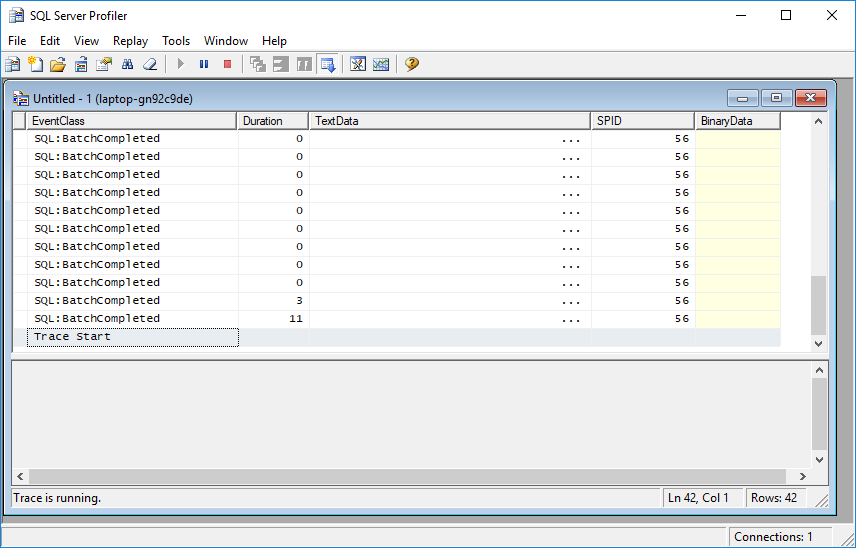 SQL Server Profiler
File Edit View Replay Tools Window Help
Untitled - 1 (laptop-gn92c9de)
EventClass Duration TextData SPID BinaryData
SQL:BatchCompleted 0 ... 56
SQL:BatchCompleted 0 ... 56
SQL:BatchCompleted 0 ... 56
SQL:BatchCompleted 0 ... 56
SQL:BatchCompleted 0 ... 56
SQL:BatchCompleted 0 ... 56
SQL:BatchCompleted 0 ... 56
SQL:BatchCompleted 0 ... 56
SQL:BatchCompleted 0 ... 56
SQL:BatchCompleted 3 ... 56
SQL:BatchCompleted 11 ... 56
Trace Start
Trace is running. Ln 42, Col 1 Rows: 42
Connections: 1